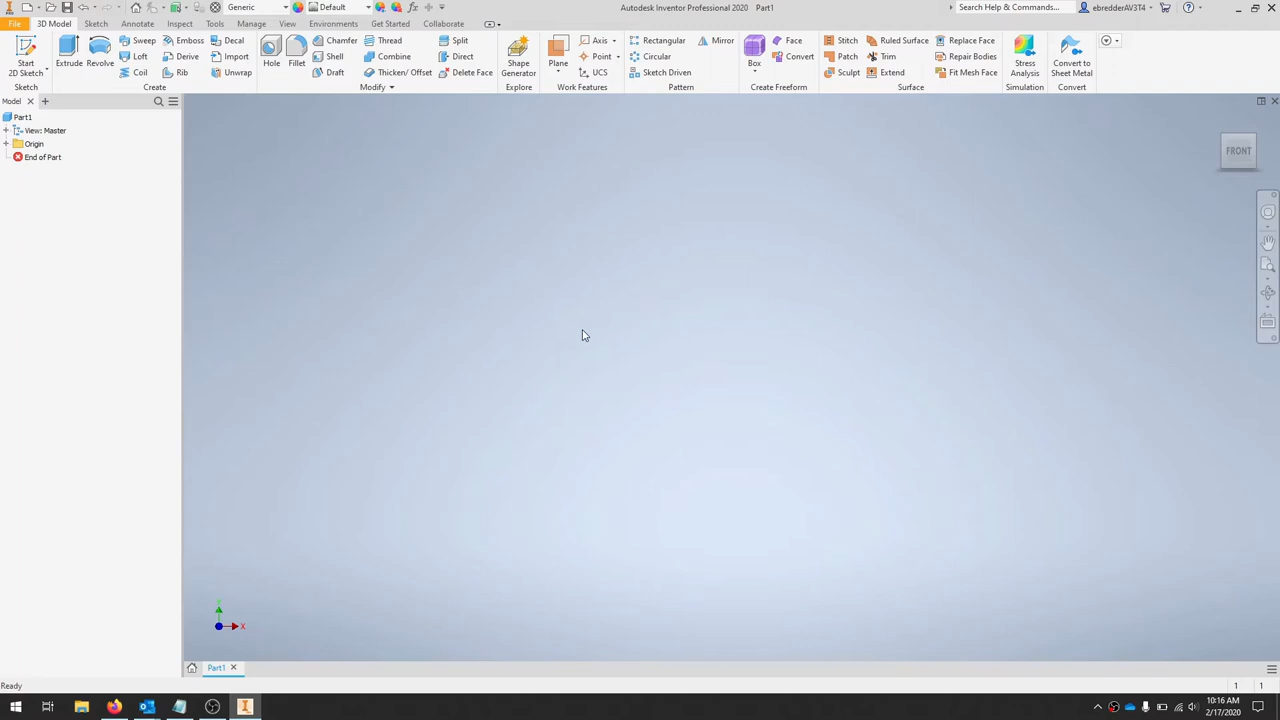 Generic Default Autodesk Inventor Professional 2020 Part1 Search Help & Commands... ebredderAV3T4
File 3D Model Sketch Annotate Inspect Tools Manage View Environments Get Started Collaborate
Start 2D Sketch
Extrude
Revolve
Sweep Emboss Decal
Loft Derive Import
Coil Rib Unwrap
Hole
Fillet
Chamfer Thread Split
Shell Combine Direct
Draft Thicken/ Offset Delete Face
Shape Generator
Plane
Axis
Point
UCS
Rectangular Mirror
Circular
Sketch Driven
Box
Face
Convert
Stitch Ruled Surface Replace Face
Patch Trim Repair Bodies
Sculpt Extend Fit Mesh Face
Stress Analysis
Convert to Sheet Metal
Sketch Create Modify Explore Work Features Pattern Create Freeform Surface Simulation Convert
Model
Part1
View: Master
Origin
End of Part
FRONT
Y
X
Part1
Ready 1 1
10:16 AM
2/17/2020